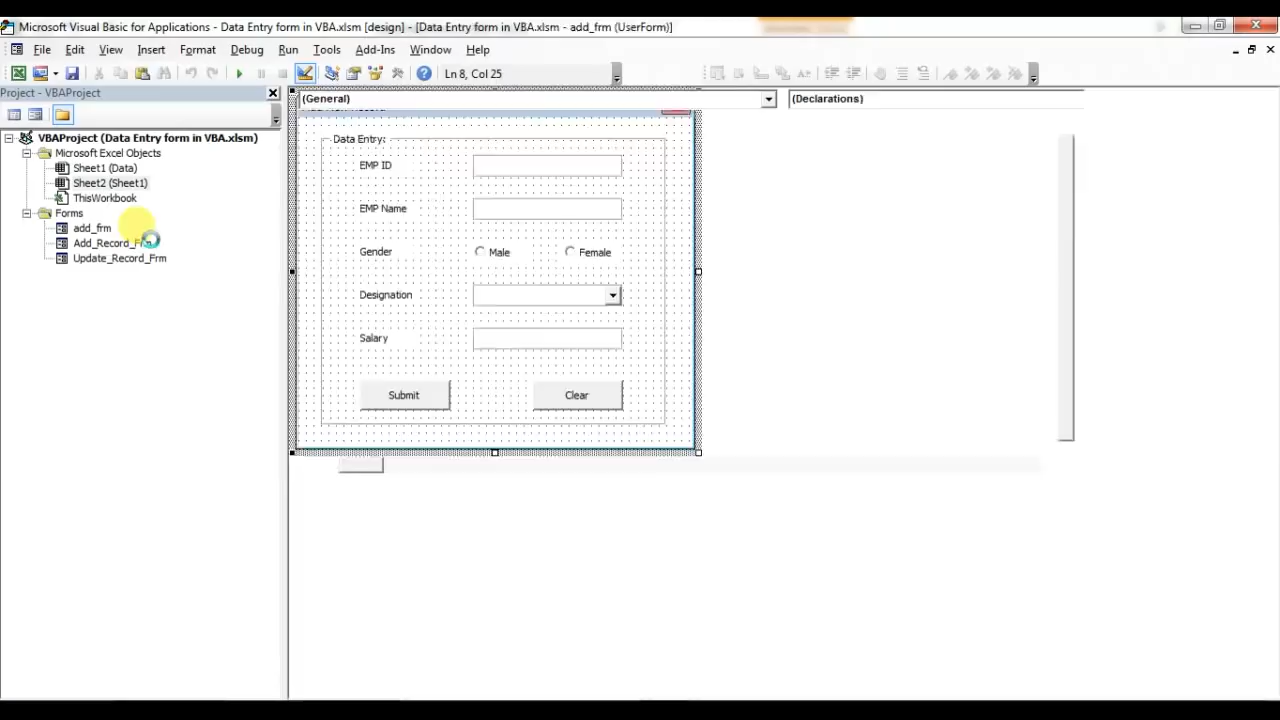 Microsoft Visual Basic for Applications - Data Entry form in VBA.xlsm [design] - [Data Entry form in VBA.xlsm - add_frm (UserForm)]
File Edit View Insert Format Debug Run Tools Add-Ins Window Help
Ln 8, Col 25
Project - VBAProject
(General) (Declarations)
VBAProject (Data Entry form in VBA.xlsm)
Microsoft Excel Objects
Sheet1 (Data)
Sheet2 (Sheet1)
ThisWorkbook
Forms
add_frm
Add_Record_Frm
Update_Record_Frm
Data Entry:
EMP ID
EMP Name
Gender Male Female
Designation
Salary
Submit Clear